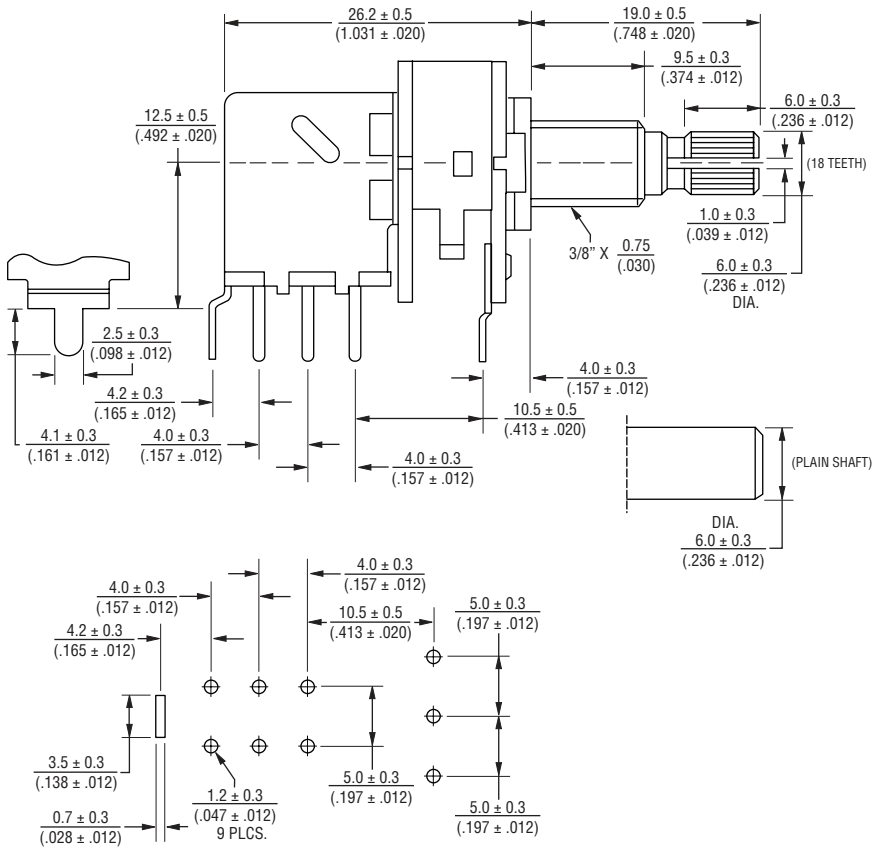 26.2 ± 0.5
(1.031 ± .020)
19.0 ± 0.5
(.748 ± .020)
9.5 ± 0.3
(.374 ± .012)
6.0 ± 0.3
(.236 ± .012)
12.5 ± 0.5
(.492 ± .020)
(18 TEETH)
1.0 ± 0.3
(.039 ± .012)
3/8” X 0.75
(.030)
6.0 ± 0.3
(.236 ± .012)
DIA.
2.5 ± 0.3
(.098 ± .012)
4.2 ± 0.3
(.165 ± .012)
4.0 ± 0.3
(.157 ± .012)
10.5 ± 0.5
(.413 ± .020)
4.1 ± 0.3
(.161 ± .012)
4.0 ± 0.3
(.157 ± .012)
4.0 ± 0.3
(.157 ± .012)
(PLAIN SHAFT)
DIA.
6.0 ± 0.3
(.236 ± .012)
4.0 ± 0.3
(.157 ± .012)
4.0 ± 0.3
(.157 ± .012)
10.5 ± 0.5
(.413 ± .020)
5.0 ± 0.3
(.197 ± .012)
4.2 ± 0.3
(.165 ± .012)
3.5 ± 0.3
(.138 ± .012)
1.2 ± 0.3
(.047 ± .012)
9 PLCS.
5.0 ± 0.3
(.197 ± .012)
5.0 ± 0.3
(.197 ± .012)
0.7 ± 0.3
(.028 ± .012)